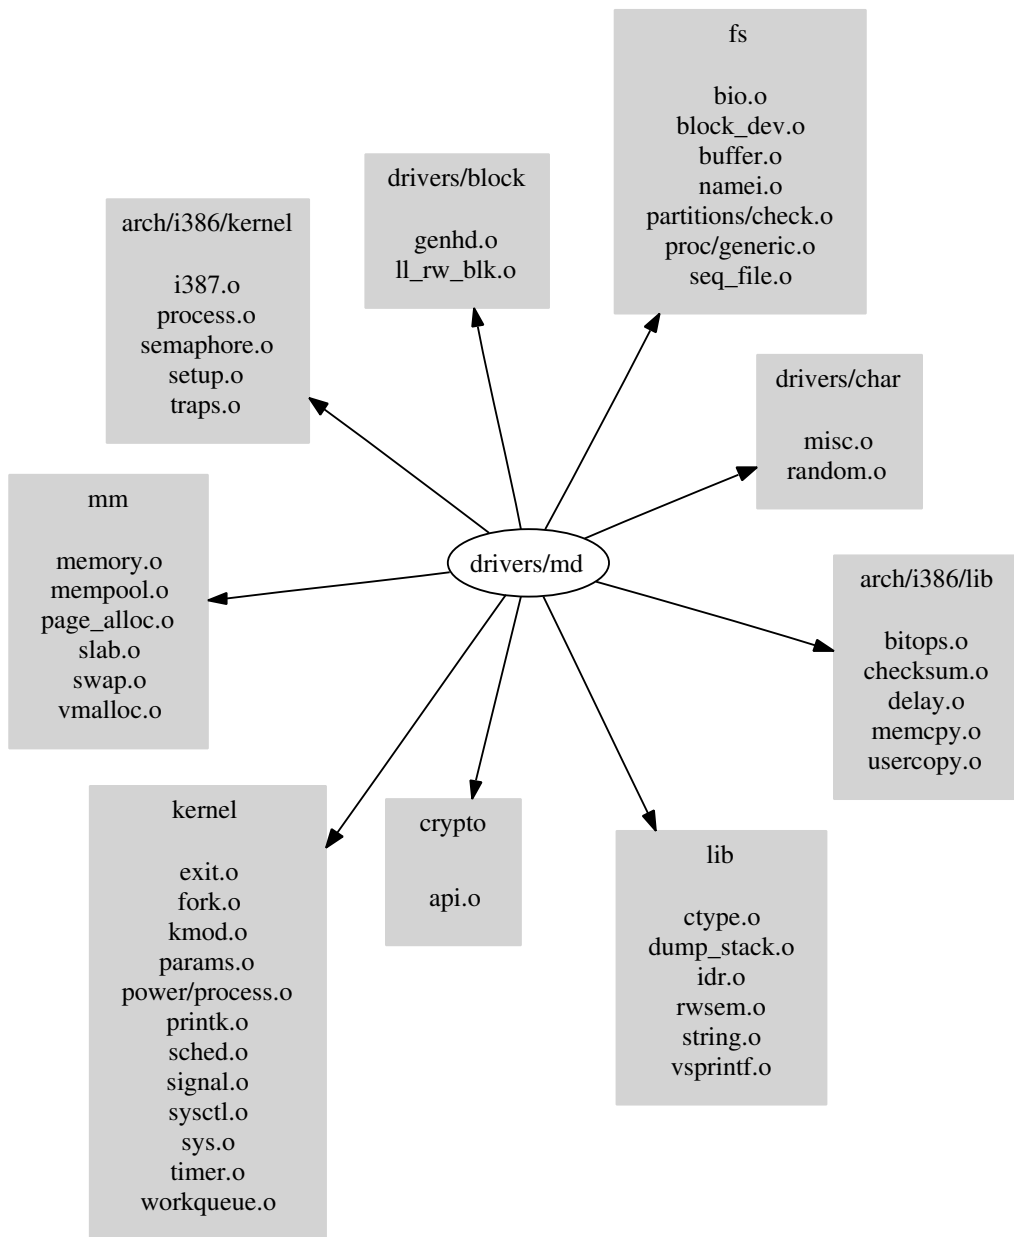 fs
bio.o
block_dev.o
buffer.o
namei.o
partitions/check.o
proc/generic.o
seq_file.o
drivers/block
genhd.o
ll_rw_blk.o
arch/i386/kernel
i387.o
process.o
semaphore.o
setup.o
traps.o
drivers/char
misc.o
random.o
mm
memory.o
mempool.o
page_alloc.o
slab.o
swap.o
vmalloc.o
drivers/md
arch/i386/lib
bitops.o
checksum.o
delay.o
memcpy.o
usercopy.o
kernel
exit.o
fork.o
kmod.o
params.o
power/process.o
printk.o
sched.o
signal.o
sysctl.o
sys.o
timer.o
workqueue.o
crypto
api.o
lib
ctype.o
dump_stack.o
idr.o
rwsem.o
string.o
vsprintf.o